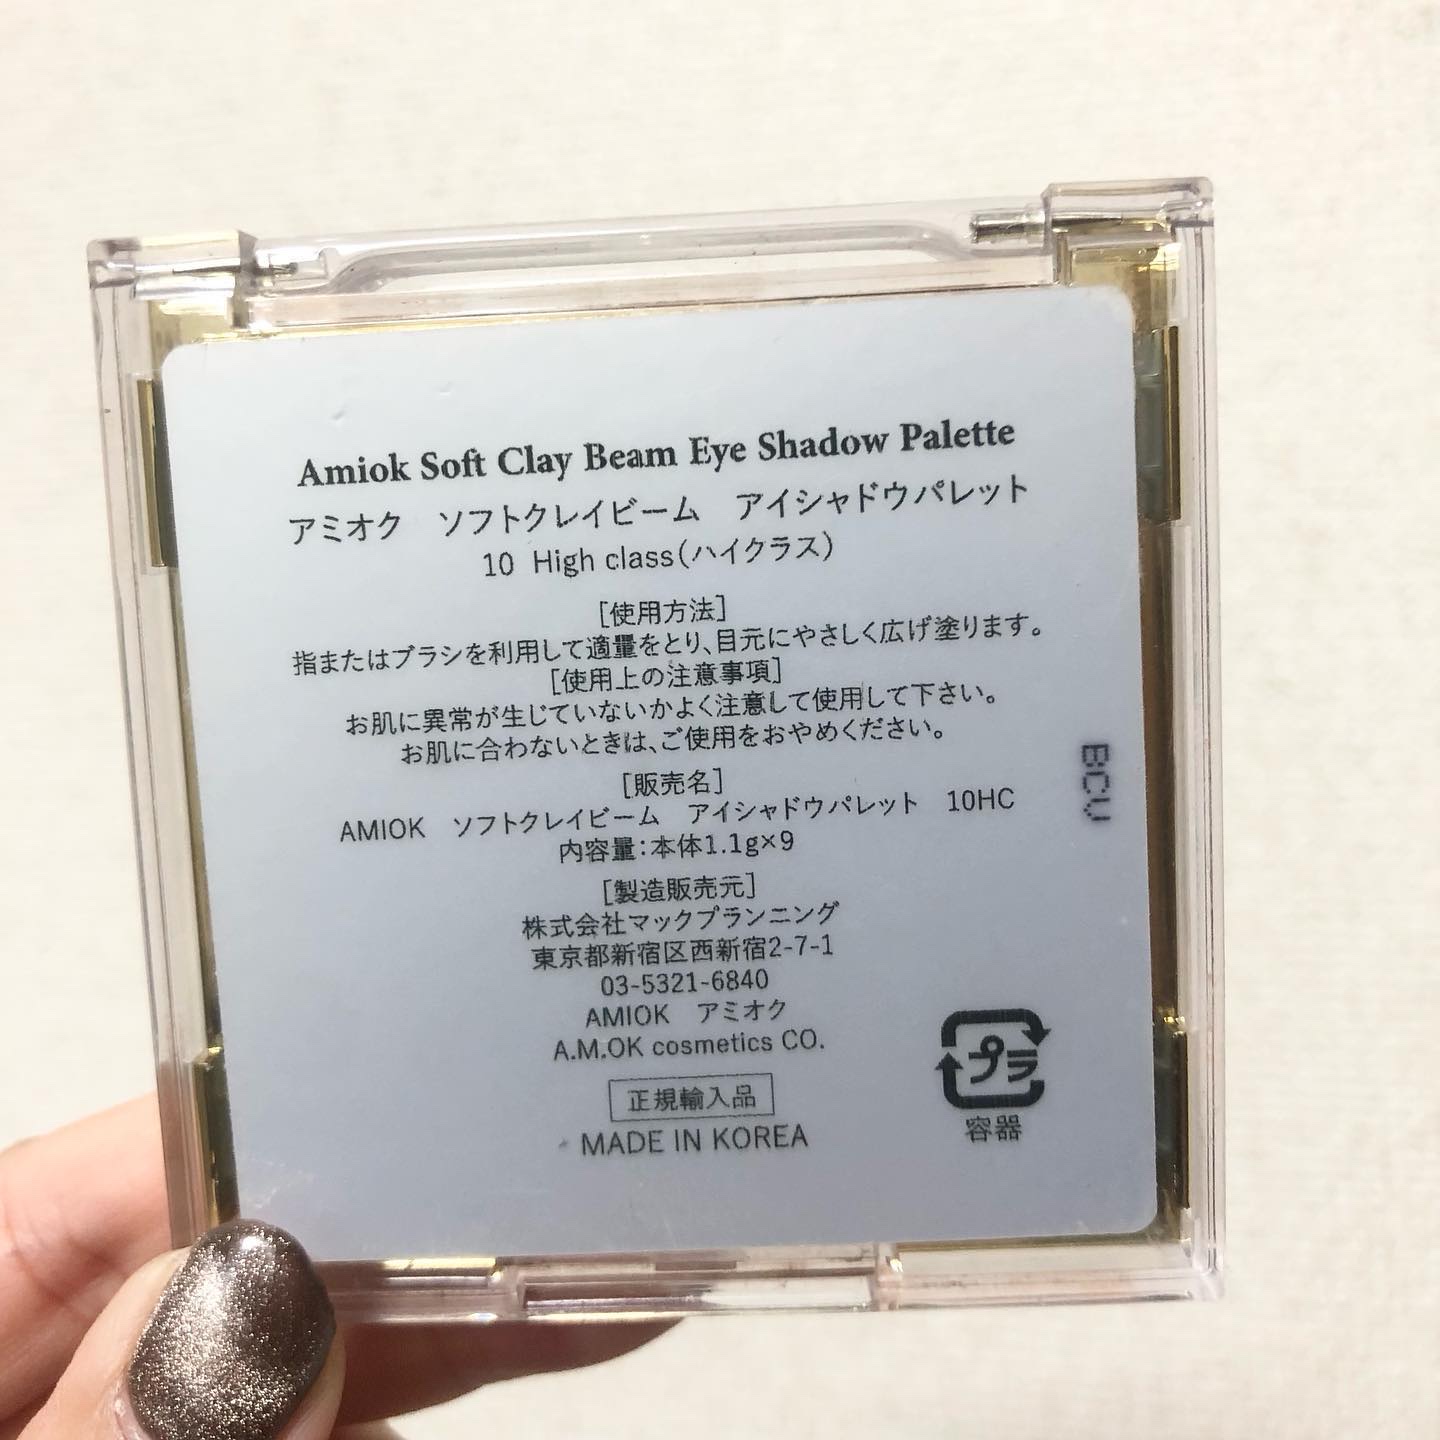 Amiok Soft Clay Beam Eye Shadow Palette
アミオク　ソフトクレイビーム　アイシャドウパレット
10 High class(ハイクラス)
[使用方法]
指またはブラシを利用して適量をとり、目元にやさしく広げ塗ります。
[使用上の注意事項]
お肌に異常が生じていないかよく注意して使用して下さい。
お肌に合わないときは、ご使用をおやめください。
[販売名]
AMIOK　ソフトクレイビーム　アイシャドウパレット　10HC
内容量:本体1.1g×9
[製造販売元]
株式会社マックプランニング
東京都新宿区西新宿2-7-1
03-5321-6840
AMIOK　アミオク
A.M.OK cosmetics CO.
正規輸入品
MADE IN KOREA
プラ
容器